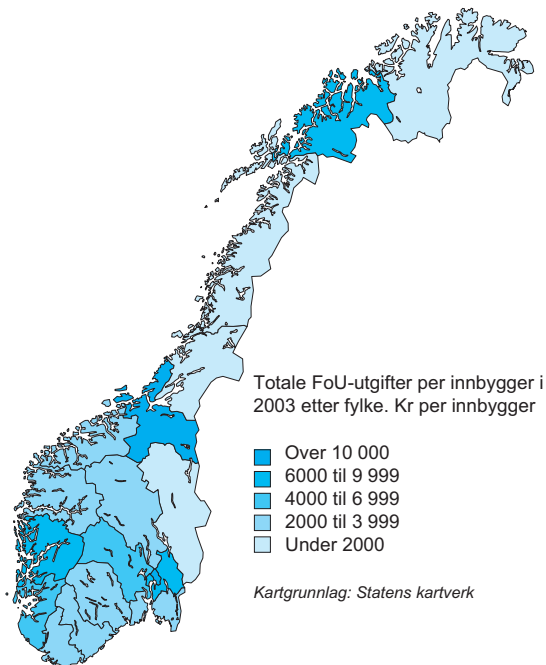 Totale FoU-utgifter per innbygger i
2003 etter fylke. Kr per innbygger
Over 10 000
6000 til 9 999
4000 til 6 999
2000 til 3 999
Under 2000
Kartgrunnlag: Statens kartverk